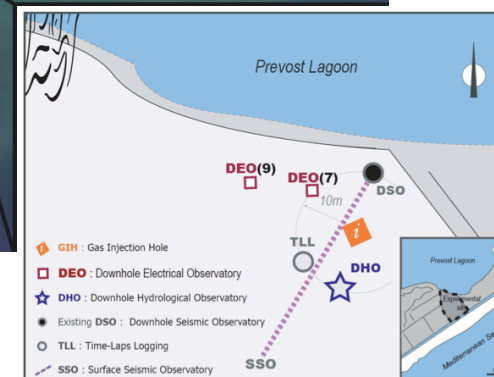 Prevost Lagoon
DEO(9)
DEO(7)
10m
DSO
i
TLL
DHO
SSO
GIH : Gas Injection Hole
DEO : Downhole Electrical Observatory
DHO : Downhole Hydrological Observatory
Existing DSO : Downhole Seismic Observatory
TLL : Time-Laps Logging
SSO : Surface Seismic Observatory
Prevost Lagoon
Experimental
site
Mediterranean Se